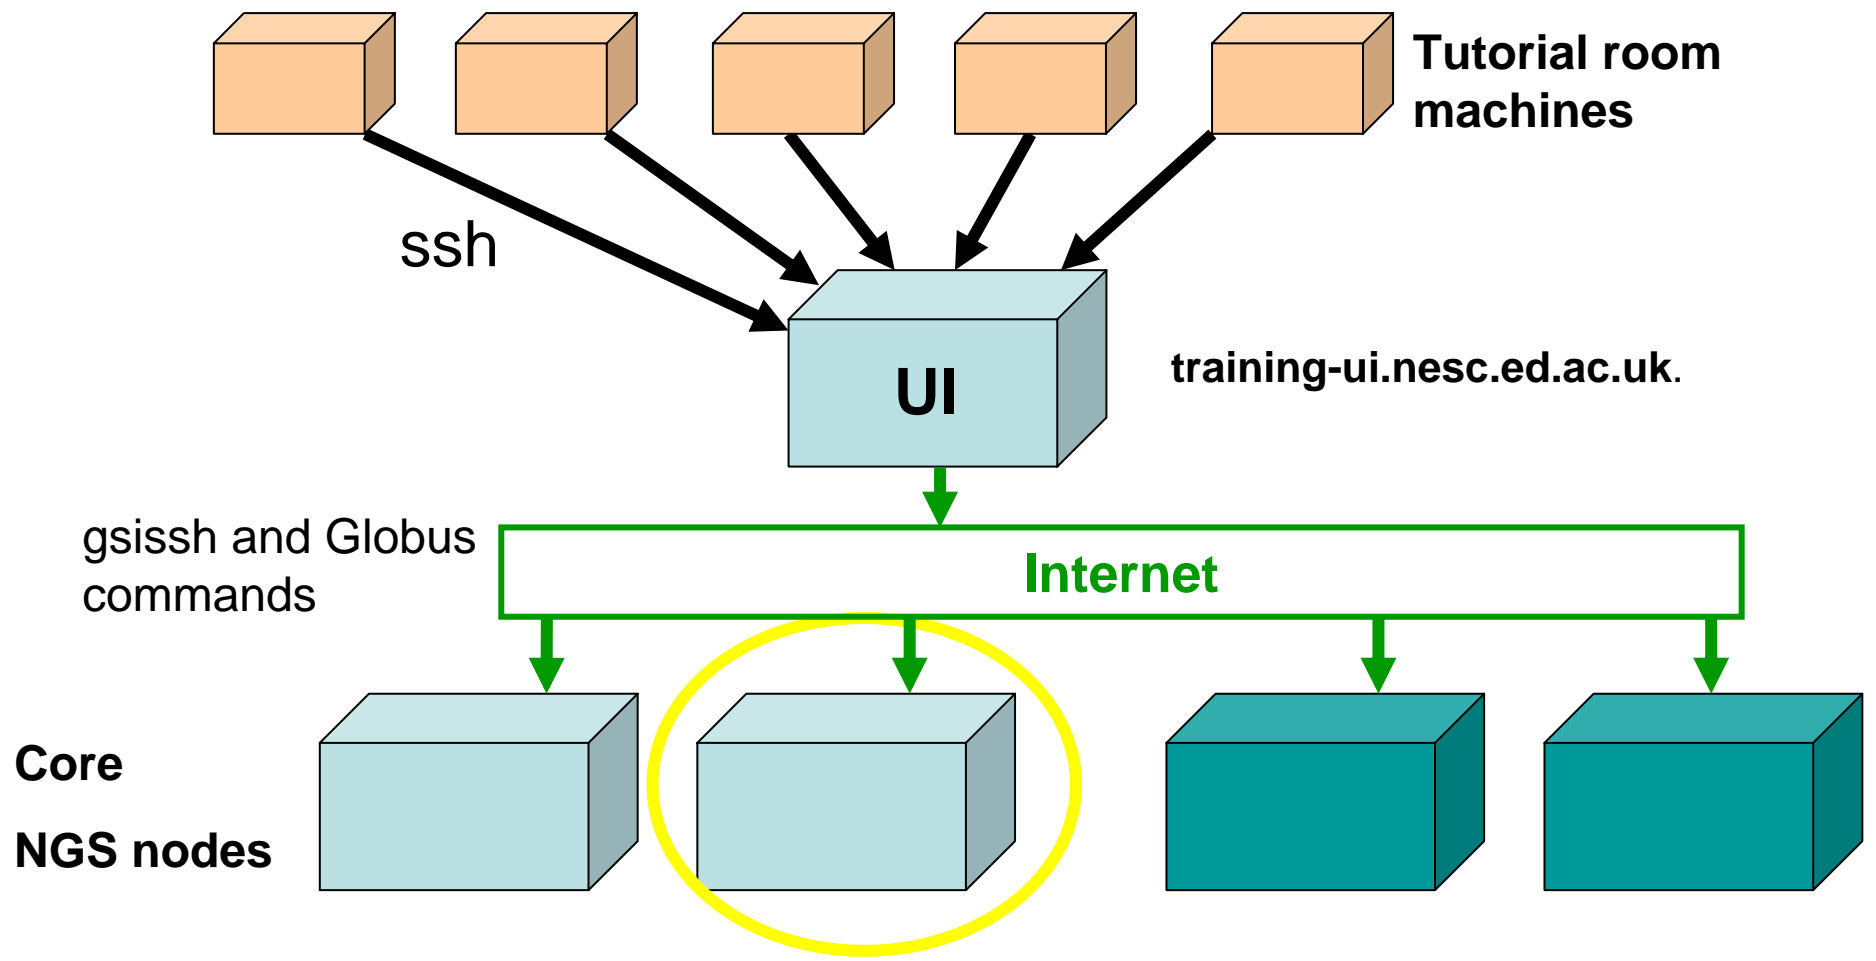 Tutorial room
machines
ssh
UI
training-ui.nesc.ed.ac.uk.
gsissh and Globus
commands
Internet
Core
NGS nodes